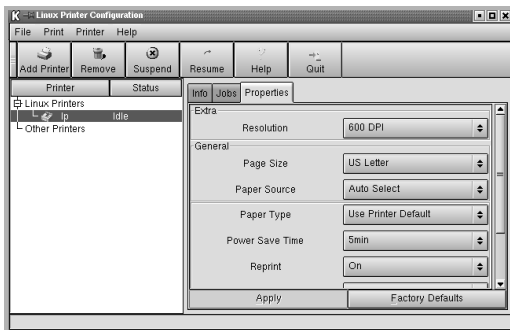 Linux Printer Configuration
File Print Printer Help
Add Printer Remove Suspend Resume Help Quit
Printer Status
Linux Printers
lp Idle
Other Printers
Info Jobs Properties
Extra
Resolution 600 DPI
General
Page Size US Letter
Paper Source Auto Select
Paper Type Use Printer Default
Power Save Time 5min
Reprint On
Apply Factory Defaults